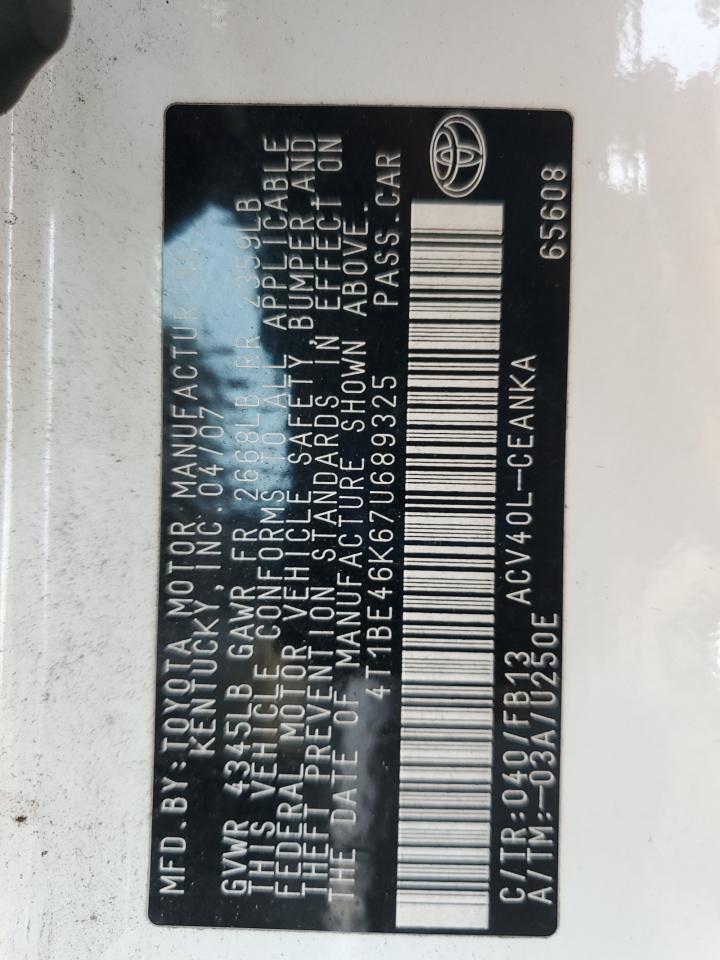 MFD.BY:TOYOTA MOTOR MANUFACTURING,
KENTUCKY, INC. 04/07
GVWR 4345LB GAWR FR 2668LB RR 2359LB
THIS VEHICLE CONFORMS TO ALL APPLICABLE
FEDERAL MOTOR VEHICLE SAFETY, BUMPER AND
THEFT PREVENTION STANDARDS IN EFFECT ON
THE DATE OF MANUFACTURE SHOWN ABOVE.
4T1BE46K67U689325 PASS.CAR
C/TR:040/FB13 ACV40L-CEANKA
A/TM:-03A/U250E 65608